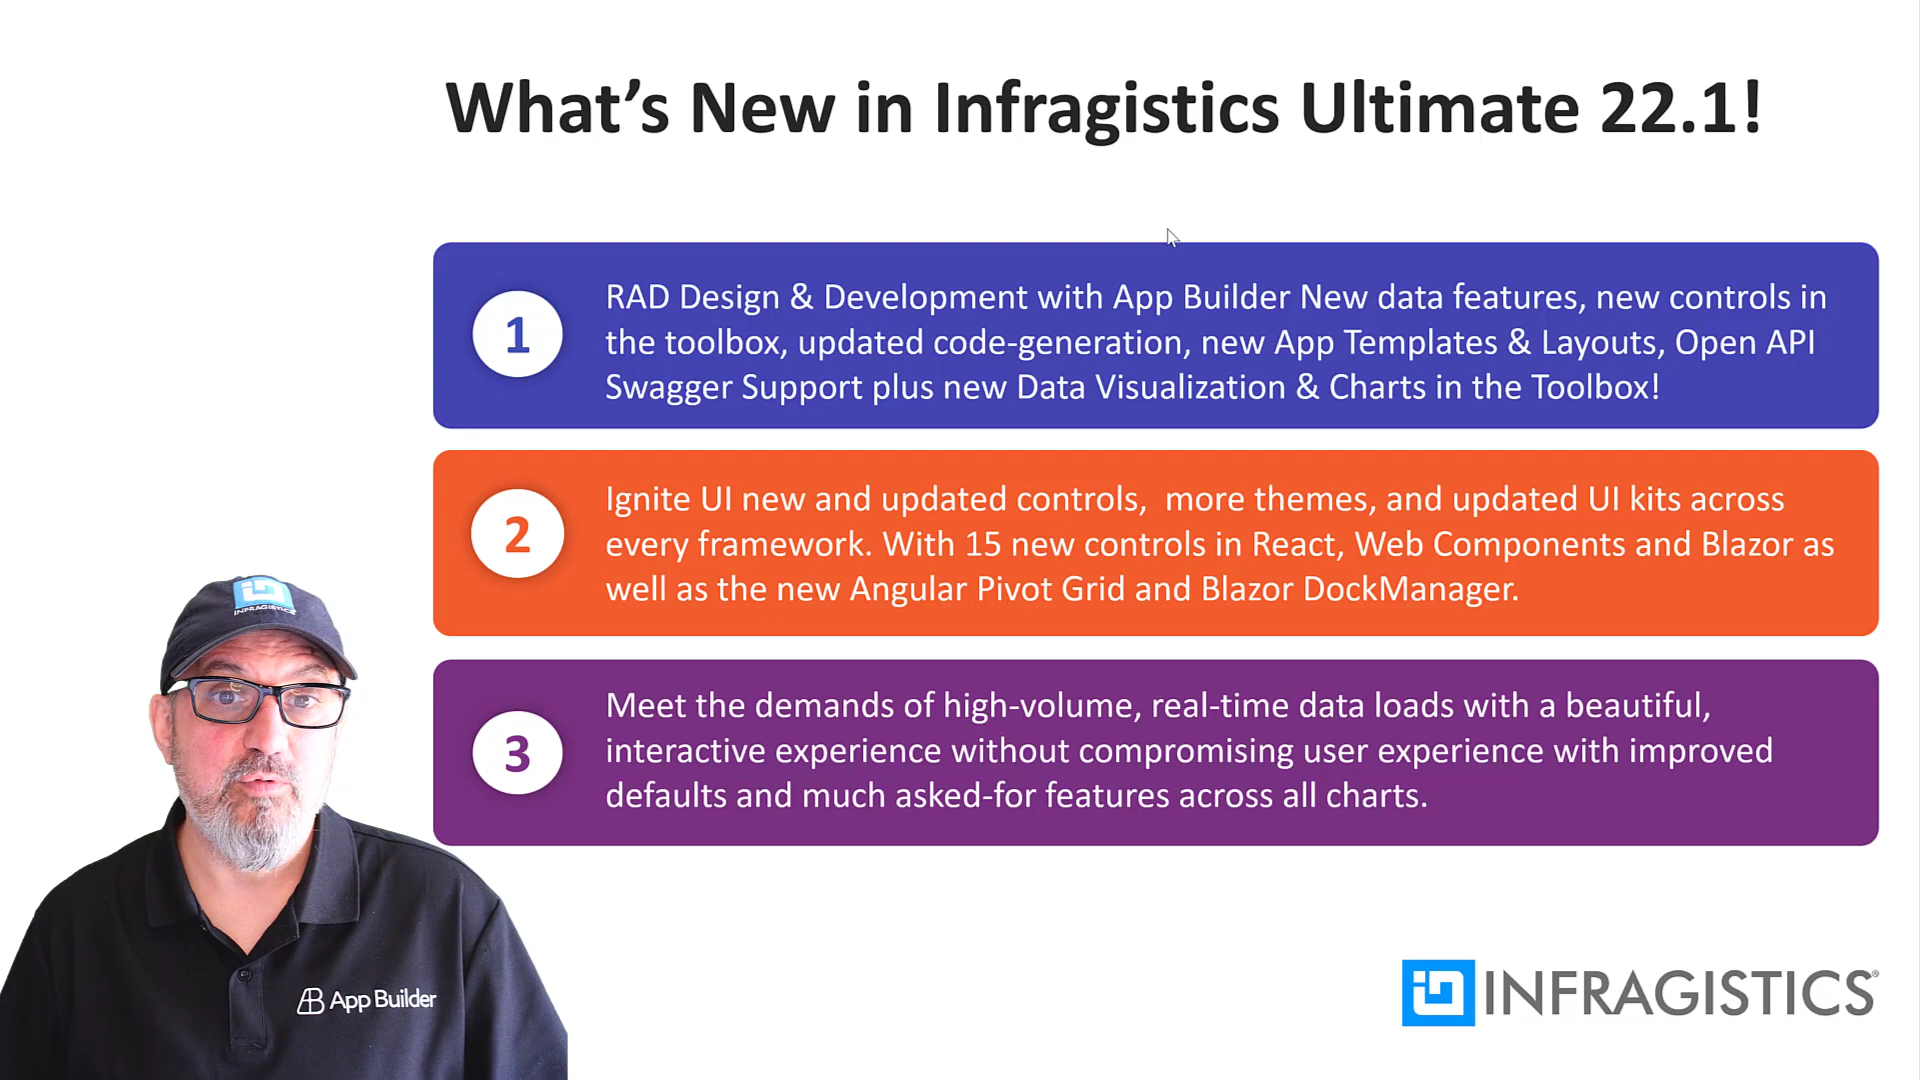 What's New in Infragistics Ultimate 22.1!
1
RAD Design & Development with App Builder New data features, new controls in
the toolbox, updated code-generation, new App Templates & Layouts, Open API
Swagger Support plus new Data Visualization & Charts in the Toolbox!
2
Ignite UI new and updated controls,  more themes, and updated UI kits across
every framework. With 15 new controls in React, Web Components and Blazor as
well as the new Angular Pivot Grid and Blazor DockManager.
3
Meet the demands of high-volume, real-time data loads with a beautiful,
interactive experience without compromising user experience with improved
defaults and much asked-for features across all charts.
INFRAGISTICS
App Builder
INFRAGISTICS®